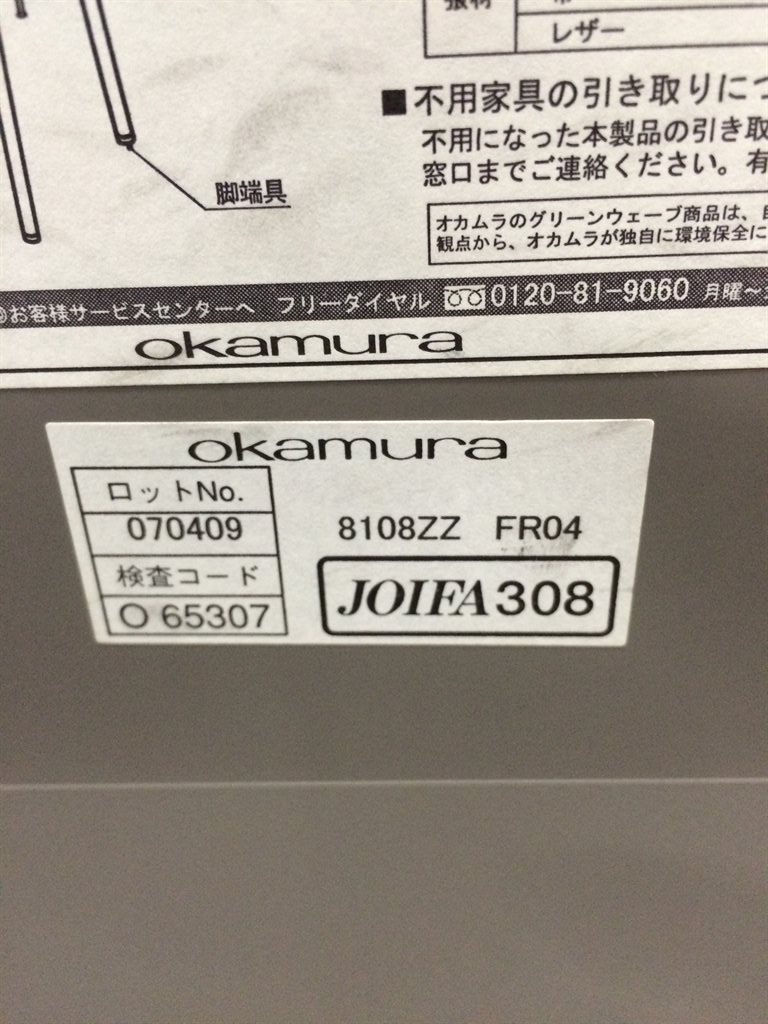 レザー
■不用家具の引き取りに
不用になった本製品の引き取
窓口までご連絡ください。有
脚端具
オカムラのグリーンウェーブ商品は、
観点から、オカムラが独自に環境保全に
お客様サービスセンターへ フリーダイヤル 0120-81-9060 月曜～
okamura
okamura
ロットNo.
070409
8108ZZ FR04
検査コード
O 65307
JOIFA308